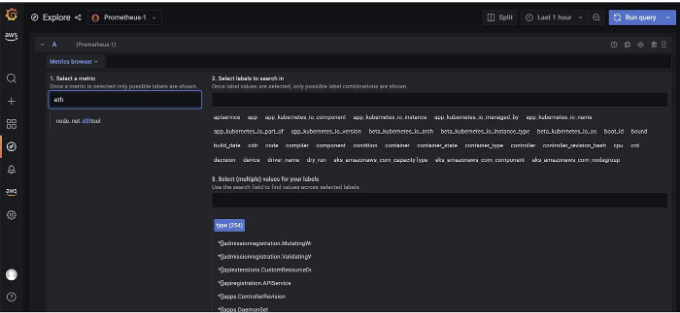 Explore
Prometheus-1
Split
Last 1 hour
Run query
aws
A
(Prometheus-1)
Metrics browser
1. Select a metric
Once a metric is selected only possible labels are shown.
eth
node_net_ethtool
2. Select labels to search in
Once label values are selected, only possible label combinations are shown.
apiservice app app_kubernetes_io_component app_kubernetes_io_instance app_kubernetes_io_managed_by app_kubernetes_io_name
app_kubernetes_io_part_of app_kubernetes_io_version beta_kubernetes_io_arch beta_kubernetes_io_instance_type beta_kubernetes_io_os boot_id bound
build_date cidr code compiler component condition container container_state container_type controller controller_revision_hash cpu crd
decision device driver_name dry_run eks_amazonaws_com_capacityType eks_amazonaws_com_component eks_amazonaws_com_nodegroup
3. Select (multiple) values for your labels
Use the search field to find values across selected labels.
type (254)
*[]admissionregistration.MutatingW
*[]admissionregistration.ValidatingW
*[]apiextensions.CustomResourceDe
*[]apiregistration.APIService
*[]apps.ControllerRevision
*[]apps.DaemonSet
aws